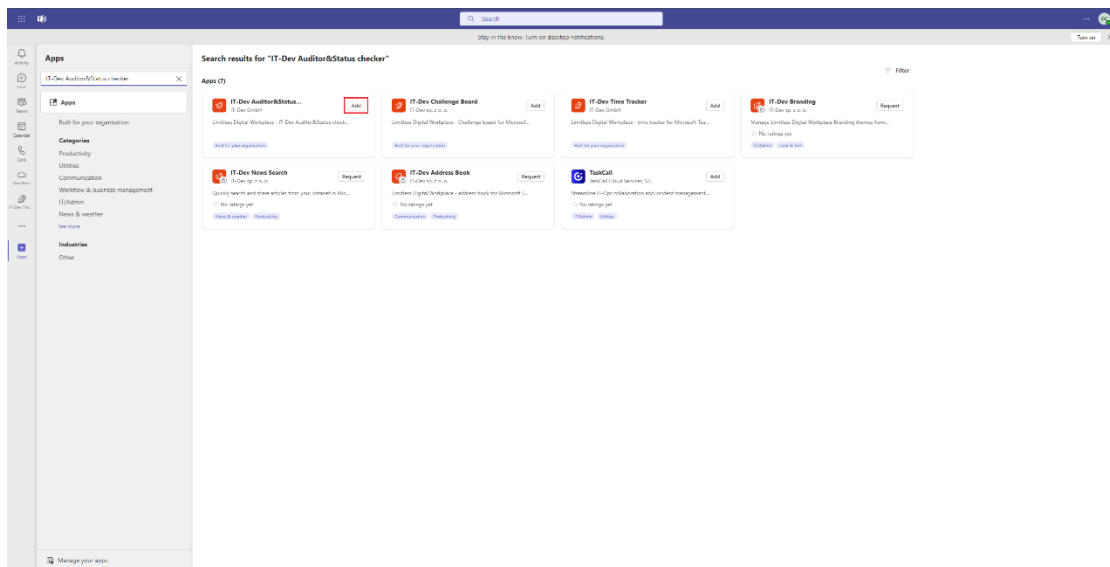 Search
Stay in the know. Turn on desktop notifications.
Turn on
Activity
Chat
Teams
Calendar
Calls
OneDrive
IT-Dev Tim...
Apps
Apps
IT-Dev Auditor&Status checker
Apps
Built for your organisation
Categories
Productivity
Utilities
Communication
Workflow & business management
IT/Admin
News & weather
See more
Industries
Other
Manage your apps
Search results for "IT-Dev Auditor&Status checker"
Filter
Apps (7)
IT-Dev Auditor&Status...
IT-Dev GmbH
Add
Limitless Digital Workplace - IT-Dev Auditor&Status check...
Built for your organisation
IT-Dev Challenge Board
IT-Dev sp. z o. o.
Add
Limitless Digital Workplace - Challenge board for Microsof...
Built for your organisation
IT-Dev Time Tracker
IT-Dev GmbH
Add
Limitless Digital Workplace - time tracker for Microsoft Tea...
Built for your organisation
IT-Dev Branding
IT-Dev sp. z o. o.
Request
Manage Limitless Digital Workplace Branding themes from...
No ratings yet
IT/Admin
IT-Dev News Search
IT-Dev sp. z o. o.
Request
Quickly search and share articles from your intranet in Mic...
No ratings yet
News & weather
Productivity
IT-Dev Address Book
IT-Dev sp. z o. o.
Request
Limitless Digital Workplace - address book for Microsoft T...
No ratings yet
Communication
Productivity
TaskCall
TaskCall Cloud Services, S.L.
Add
Streamline IT-Ops collaboration and incident management...
No ratings yet
IT/Admin
Utilities